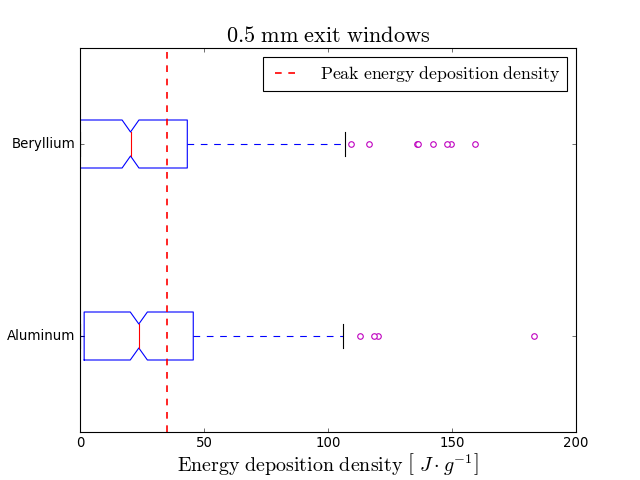 0.5 mm exit windows
Peak energy deposition density
Beryllium
Aluminum
0 50 100 150 200
Energy deposition density [ J · g⁻¹]